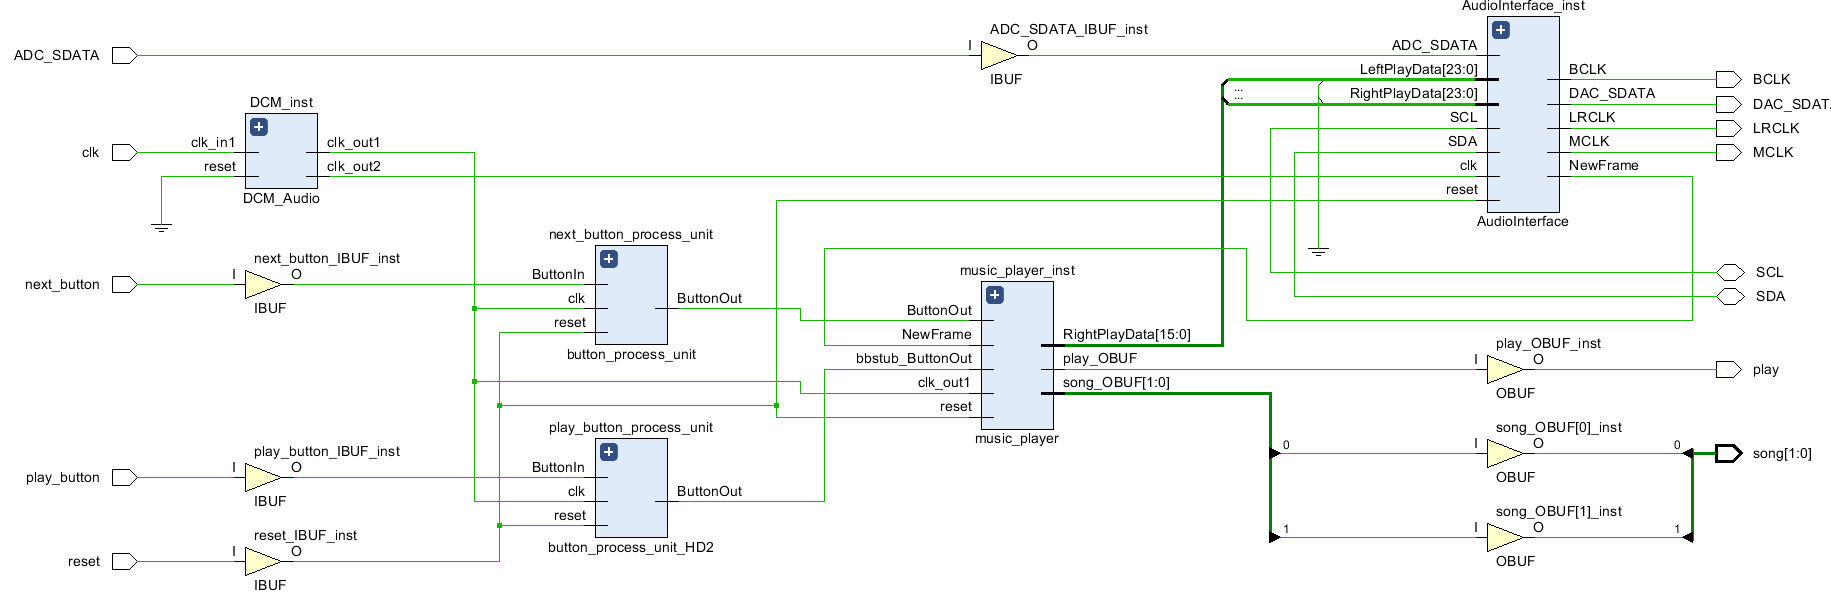 AudioInterface_inst
ADC_SDATA
I
ADC_SDATA_IBUF_inst
O
IBUF
ADC_SDATA
LeftPlayData[23:0]
RightPlayData[23:0]
SCL
SDA
clk
reset
BCLK
DAC_SDATA
LRCLK
MCLK
NewFrame
AudioInterface
BCLK
DAC_SDAT
LRCLK
MCLK
...
...
DCM_inst
clk
clk_in1
reset
clk_out1
clk_out2
DCM_Audio
next_button
I
next_button_IBUF_inst
O
IBUF
next_button_process_unit
ButtonIn
clk
reset
ButtonOut
button_process_unit
music_player_inst
ButtonOut
NewFrame
bbstub_ButtonOut
clk_out1
reset
RightPlayData[15:0]
play_OBUF
song_OBUF[1:0]
music_player
SCL
SDA
I
play_OBUF_inst
O
OBUF
play
play_button
I
play_button_IBUF_inst
O
IBUF
play_button_process_unit
ButtonIn
clk
reset
ButtonOut
button_process_unit_HD2
0
I
song_OBUF[0]_inst
O
OBUF
0
song[1:0]
1
I
song_OBUF[1]_inst
O
OBUF
1
reset
I
reset_IBUF_inst
O
IBUF